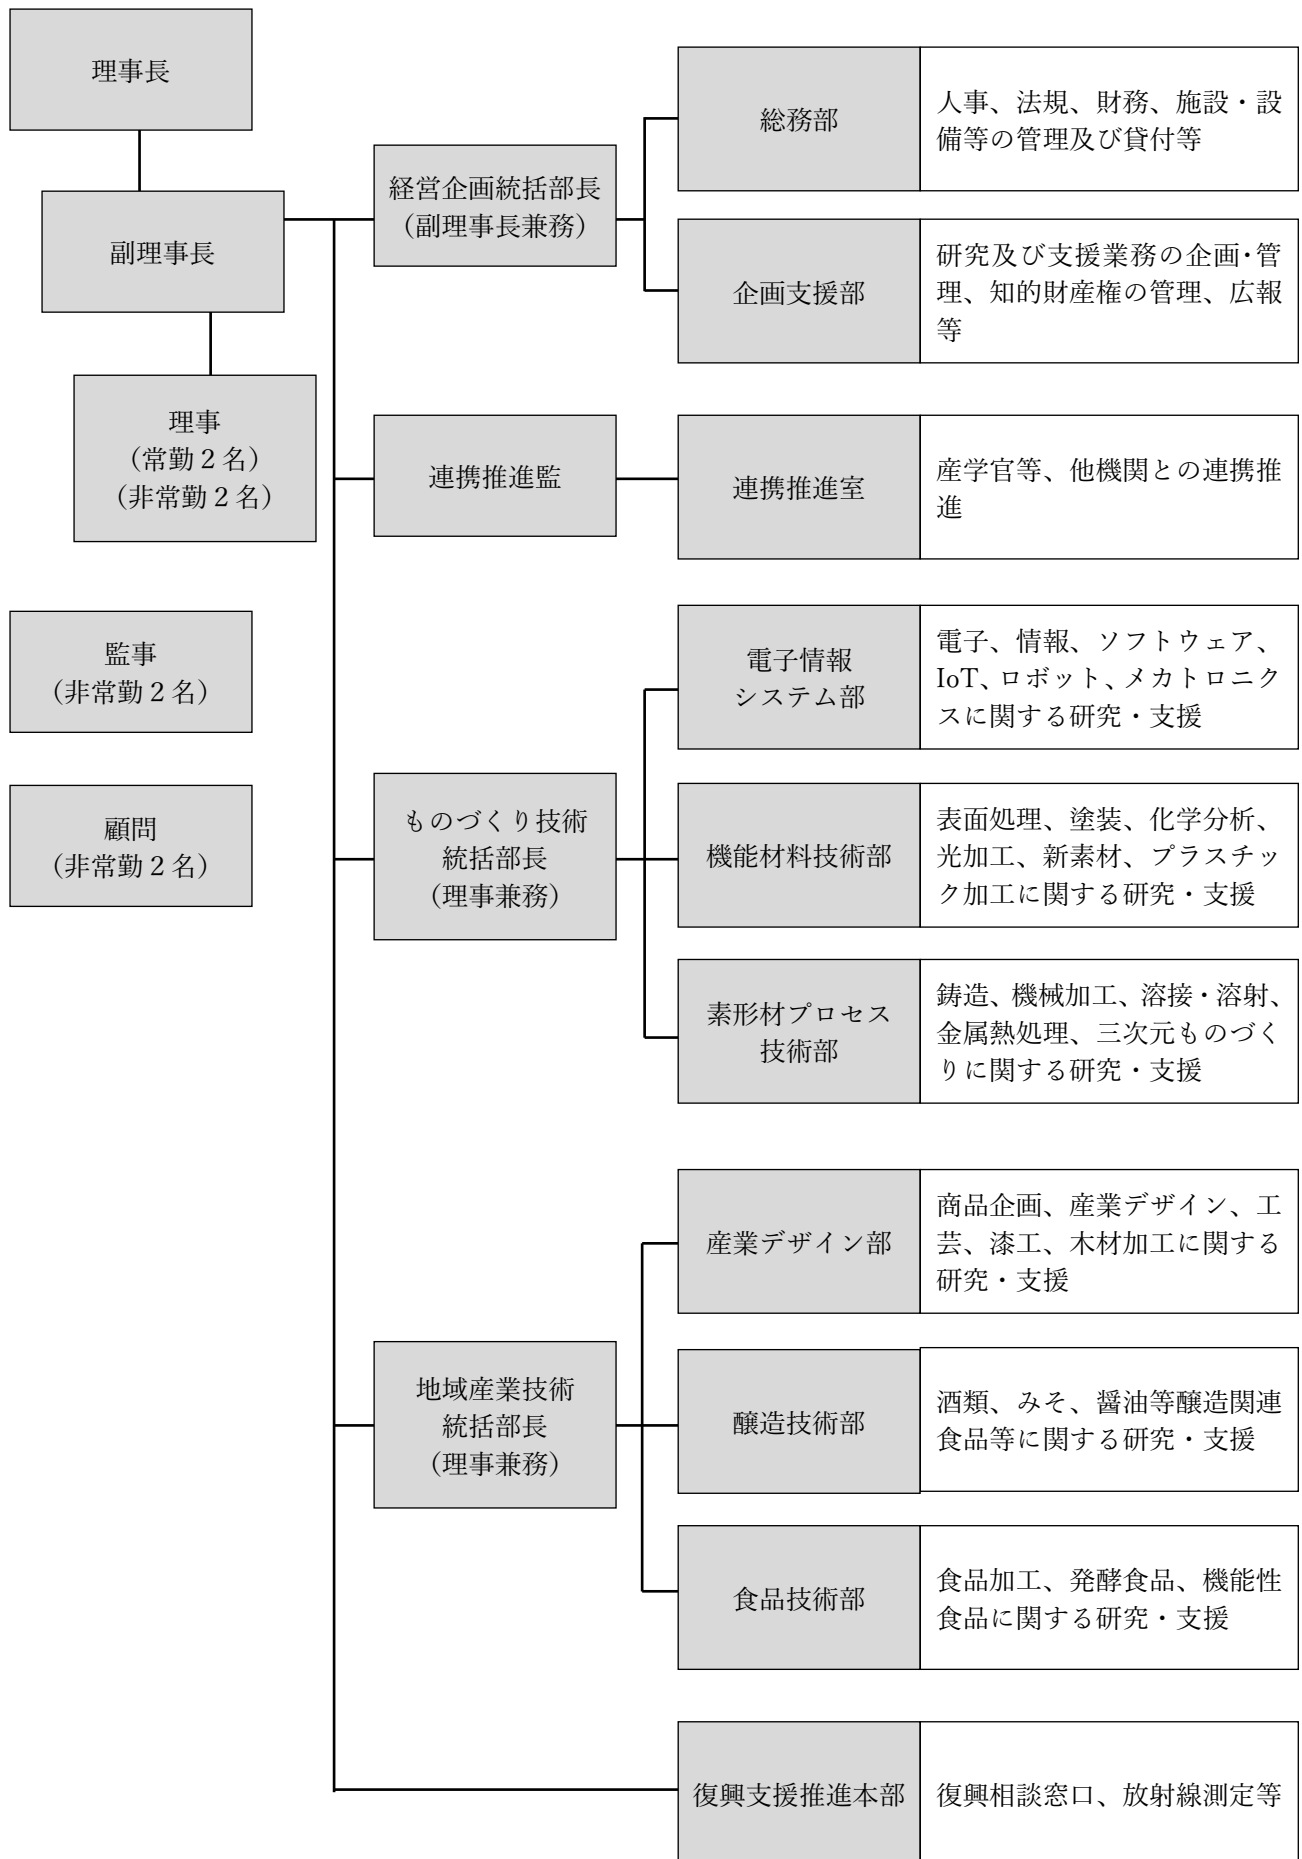 理事長
副理事長
理事
（常勤２名）
（非常勤２名）
監事
（非常勤２名）
顧問
（非常勤２名）
経営企画統括部長
（副理事長兼務）
総務部
人事、法規、財務、施設・設
備等の管理及び貸付等
企画支援部
研究及び支援業務の企画・管
理、知的財産権の管理、広報
等
連携推進監
連携推進室
産学官等、他機関との連携推
進
ものづくり技術
統括部長
（理事兼務）
電子情報
システム部
電子、情報、ソフトウェア、
IoT、ロボット、メカトロニク
スに関する研究・支援
機能材料技術部
表面処理、塗装、化学分析、
光加工、新素材、プラスチッ
ク加工に関する研究・支援
素形材プロセス
技術部
鋳造、機械加工、溶接・溶射、
金属熱処理、三次元ものづく
りに関する研究・支援
地域産業技術
統括部長
（理事兼務）
産業デザイン部
商品企画、産業デザイン、工
芸、漆工、木材加工に関する
研究・支援
醸造技術部
酒類、みそ、醤油等醸造関連
食品等に関する研究・支援
食品技術部
食品加工、発酵食品、機能性
食品に関する研究・支援
復興支援推進本部
復興相談窓口、放射線測定等